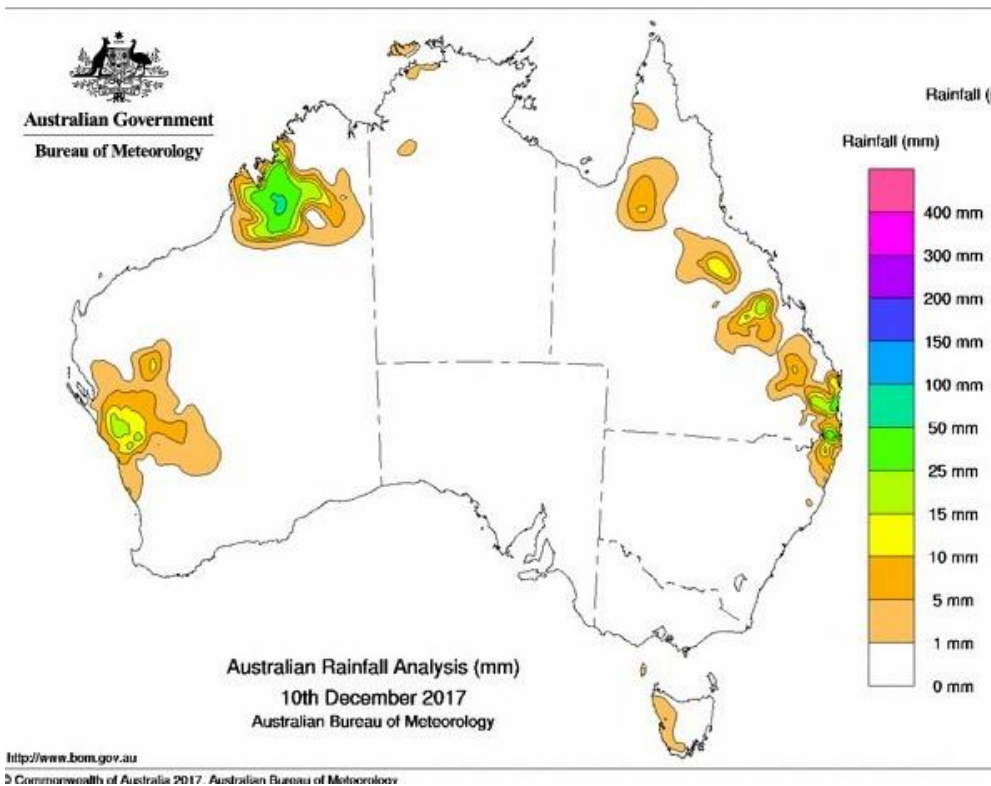 Australian Government
Bureau of Meteorology
Rainfall (
Rainfall (mm)
400 mm
300 mm
200 mm
150 mm
100 mm
50 mm
25 mm
15 mm
10 mm
5 mm
1 mm
0 mm
Australian Rainfall Analysis (mm)
10th December 2017
Australian Bureau of Meteorology
http://www.bom.gov.au
© Commonwealth of Australia 2017, Australian Bureau of Meteorology